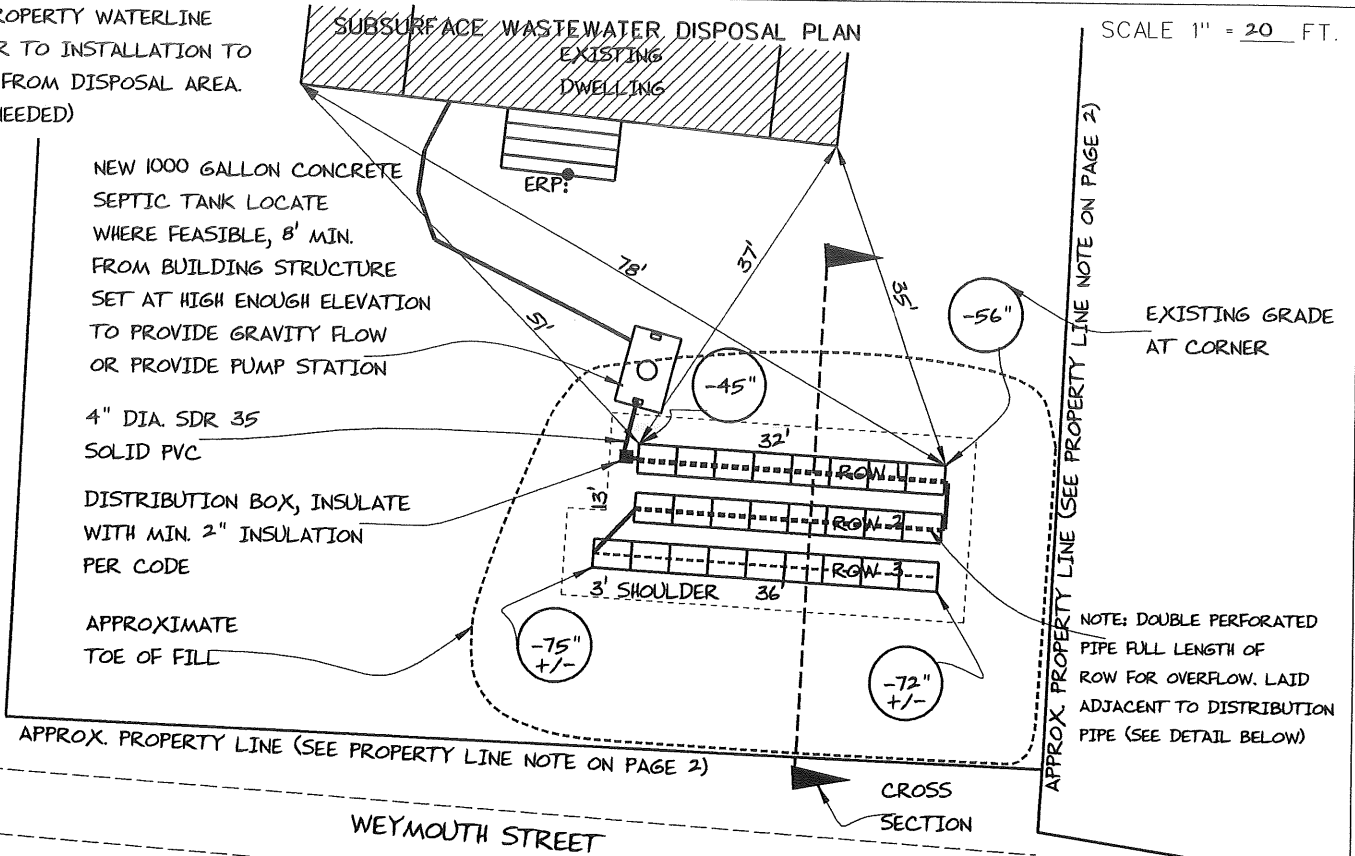 ROPERTY WATERLINE
R TO INSTALLATION TO
FROM DISPOSAL AREA.
NEEDED)
SUBSURFACE WASTEWATER DISPOSAL PLAN
SCALE 1" = 20 FT.
EXISTING
DWELLING
ERP:
NEW 1000 GALLON CONCRETE
SEPTIC TANK LOCATE
WHERE FEASIBLE, 8' MIN.
FROM BUILDING STRUCTURE
SET AT HIGH ENOUGH ELEVATION
TO PROVIDE GRAVITY FLOW
OR PROVIDE PUMP STATION
4" DIA. SDR 35
SOLID PVC
DISTRIBUTION BOX, INSULATE
WITH MIN. 2" INSULATION
PER CODE
APPROXIMATE
TOE OF FILL
78'
37'
35'
51'
-45"
-56"
EXISTING GRADE
AT CORNER
32'
13'
ROW 1
ROW 2
ROW 3
3' SHOULDER
36'
-75"
+/-
-72"
+/-
NOTE: DOUBLE PERFORATED
PIPE FULL LENGTH OF
ROW FOR OVERFLOW. LAID
ADJACENT TO DISTRIBUTION
PIPE (SEE DETAIL BELOW)
APPROX. PROPERTY LINE (SEE PROPERTY LINE NOTE ON PAGE 2)
APPROX. PROPERTY LINE (SEE PROPERTY LINE NOTE ON PAGE 2)
CROSS
SECTION
WEYMOUTH STREET